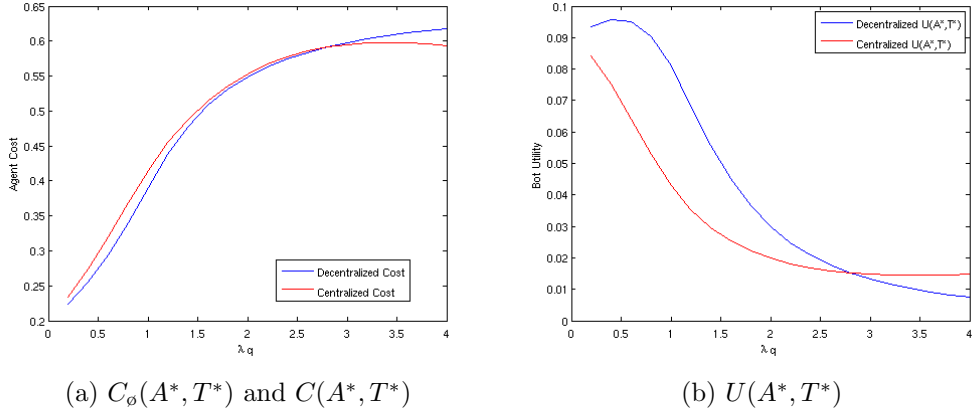 0.65
0.6
0.55
0.5
0.45
0.4
0.35
0.3
0.25
0.2
Agent Cost
Decentralized Cost
Centralized Cost
0 0.5 1 1.5 2 2.5 3 3.5 4
λ q
(a) C_ø(A*, T*) and C(A*, T*)
0.1
0.09
0.08
0.07
0.06
0.05
0.04
0.03
0.02
0.01
0
Bot Utility
Decentralized U(A*,T*)
Centralized U(A*,T*)
0 0.5 1 1.5 2 2.5 3 3.5 4
λ q
(b) U(A*, T*)